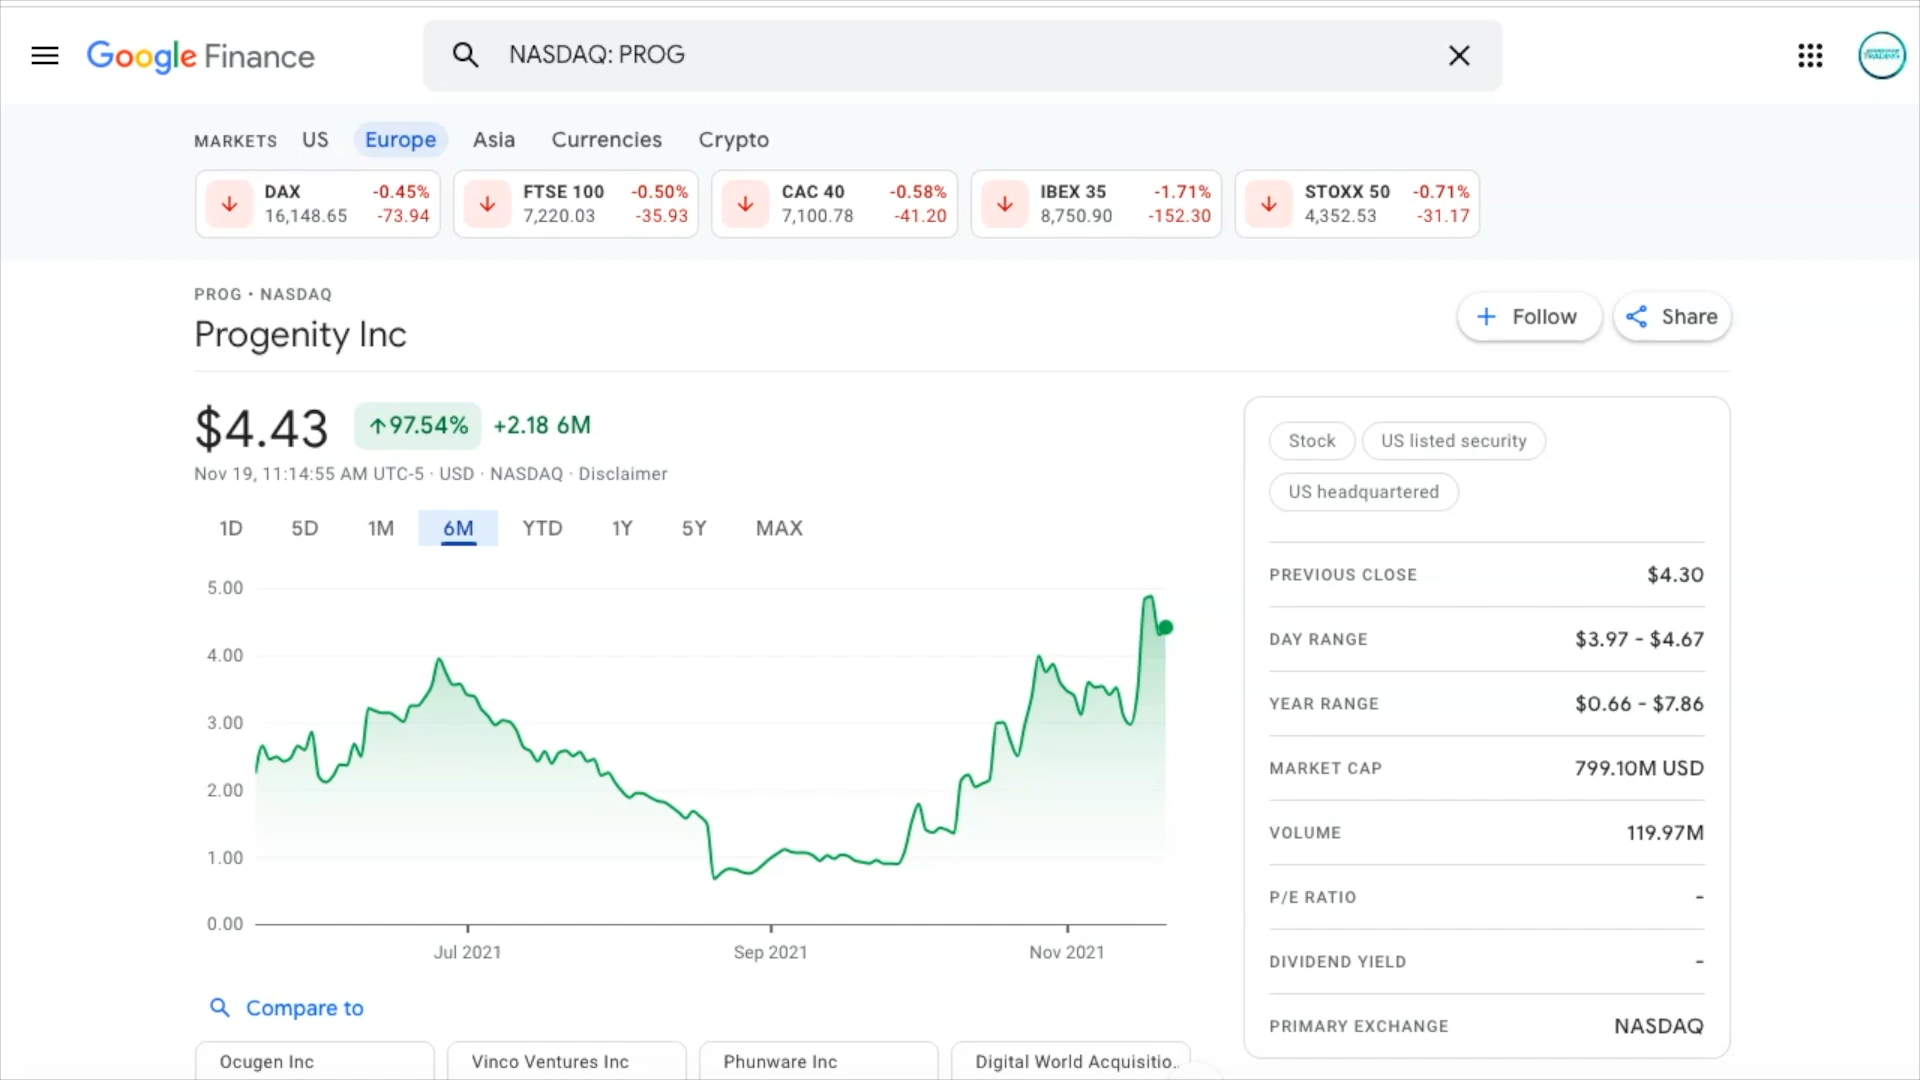 Google Finance
NASDAQ: PROG
TRADING
MARKETS US Europe Asia Currencies Crypto
DAX -0.45%
16,148.65 -73.94
FTSE 100 -0.50%
7,220.03 -35.93
CAC 40 -0.58%
7,100.78 -41.20
IBEX 35 -1.71%
8,750.90 -152.30
STOXX 50 -0.71%
4,352.53 -31.17
PROG • NASDAQ
Progenity Inc
Follow
Share
$4.43 97.54% +2.18 6M
Nov 19, 11:14:55 AM UTC-5 · USD · NASDAQ · Disclaimer
1D 5D 1M 6M YTD 1Y 5Y MAX
5.00
4.00
3.00
2.00
1.00
0.00
Jul 2021 Sep 2021 Nov 2021
Compare to
Ocugen Inc
Vinco Ventures Inc
Phunware Inc
Digital World Acquisitio..
Stock
US listed security
US headquartered
PREVIOUS CLOSE $4.30
DAY RANGE $3.97 - $4.67
YEAR RANGE $0.66 - $7.86
MARKET CAP 799.10M USD
VOLUME 119.97M
P/E RATIO -
DIVIDEND YIELD -
PRIMARY EXCHANGE NASDAQ